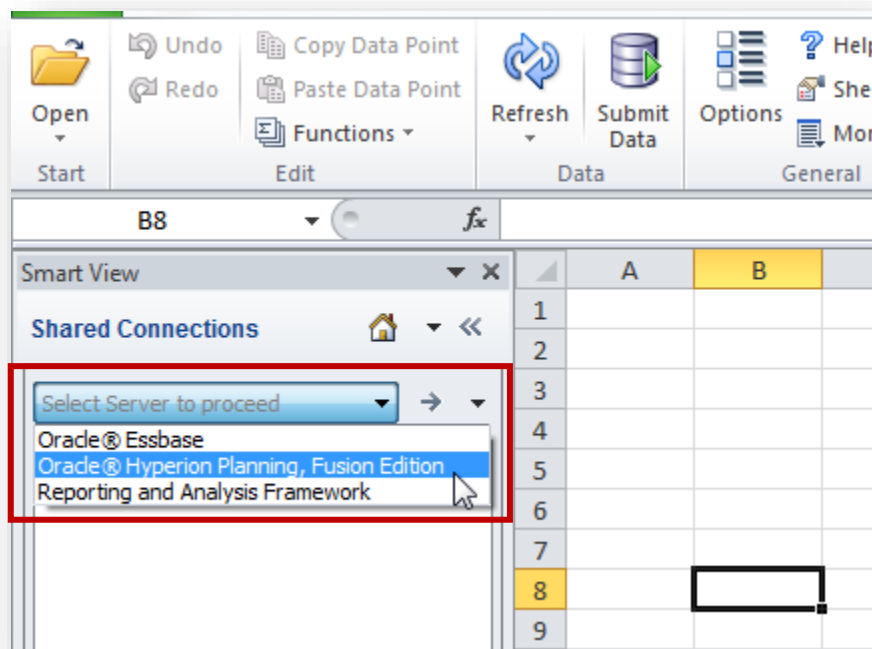 Undo
Redo
Copy Data Point
Paste Data Point
Functions
Open
Refresh
Submit
Data
Options
Help
She
Mor
Start
Edit
Data
General
B8
fx
Smart View
Shared Connections
Select Server to proceed
Oracle® Essbase
Oracle® Hyperion Planning, Fusion Edition
Reporting and Analysis Framework
A B
1
2
3
4
5
6
7
8
9